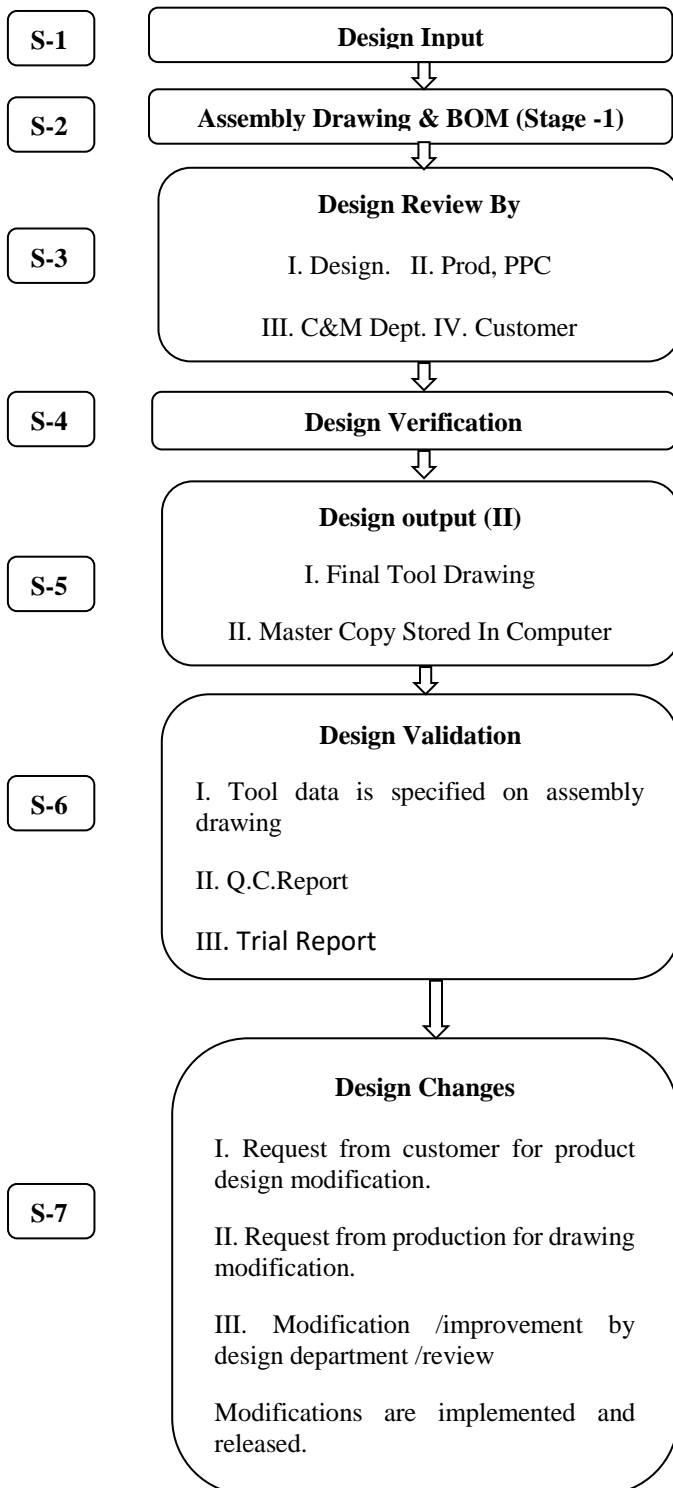 S-1
Design Input
S-2
Assembly Drawing & BOM (Stage -1)
Design Review By
S-3
I. Design. II. Prod, PPC
III. C&M Dept. IV. Customer
S-4
Design Verification
Design output (II)
S-5
I. Final Tool Drawing
II. Master Copy Stored In Computer
Design Validation
S-6
I. Tool data is specified on assembly
drawing
II. Q.C.Report
III. Trial Report
Design Changes
S-7
I. Request from customer for product
design modification.
II. Request from production for drawing
modification.
III. Modification /improvement by
design department /review
Modifications are implemented and
released.